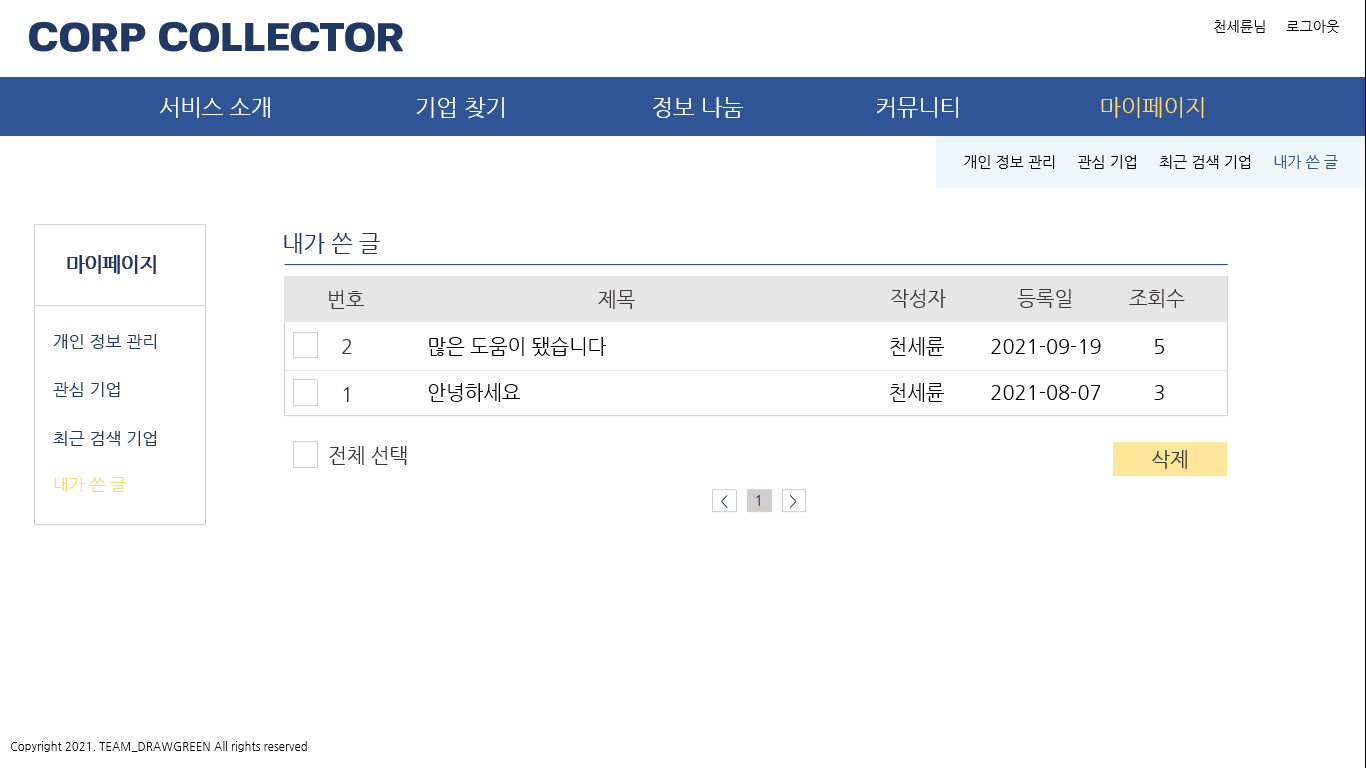 CORP COLLECTOR
천세륜님 로그아웃
서비스 소개 기업 찾기 정보 나눔 커뮤니티 마이페이지
개인 정보 관리 관심 기업 최근 검색 기업 내가 쓴 글
마이페이지
개인 정보 관리
관심 기업
최근 검색 기업
내가 쓴 글
내가 쓴 글
번호 제목 작성자 등록일 조회수
2 많은 도움이 됐습니다 천세륜 2021-09-19 5
1 안녕하세요 천세륜 2021-08-07 3
전체 선택 삭제
< 1 >
Copyright 2021. TEAM_DRAWGREEN All rights reserved